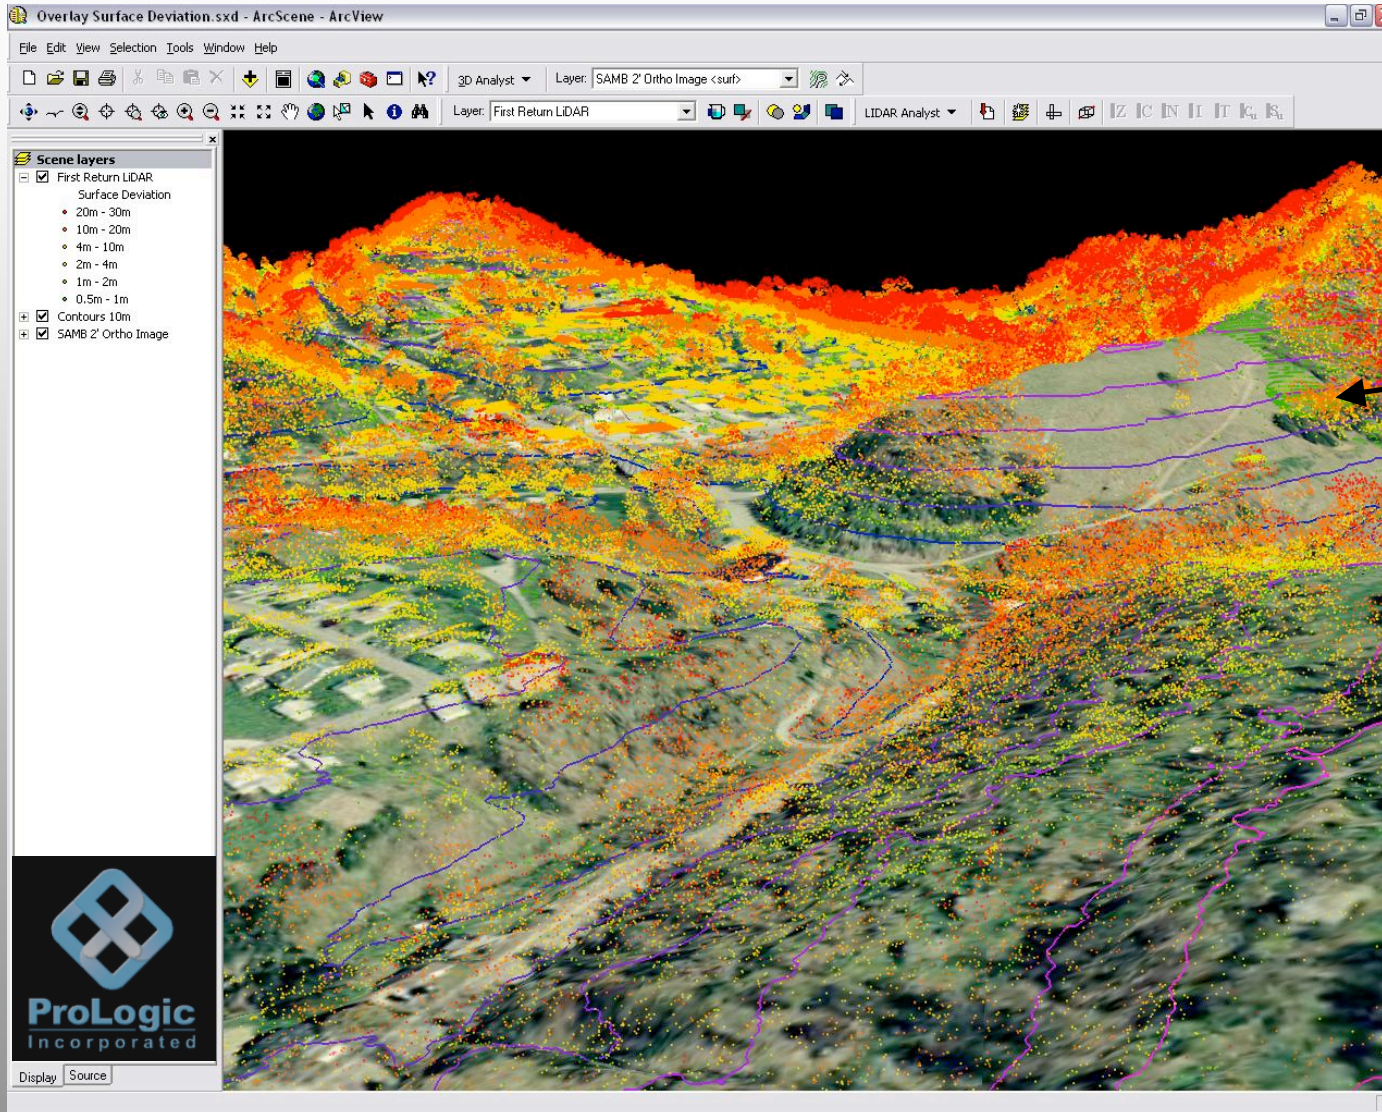 Overlay Surface Deviation.sxd - ArcScene - ArcView
File Edit View Selection Tools Window Help
3D Analyst Layer: SAMB 2' Ortho Image <surf>
Layer: First Return LiDAR LIDAR Analyst Z C N I T
Scene layers
First Return LiDAR
Surface Deviation
20m - 30m
10m - 20m
4m - 10m
2m - 4m
1m - 2m
0.5m - 1m
Contours 10m
SAMB 2' Ortho Image
ProLogic
Incorporated
Display Source